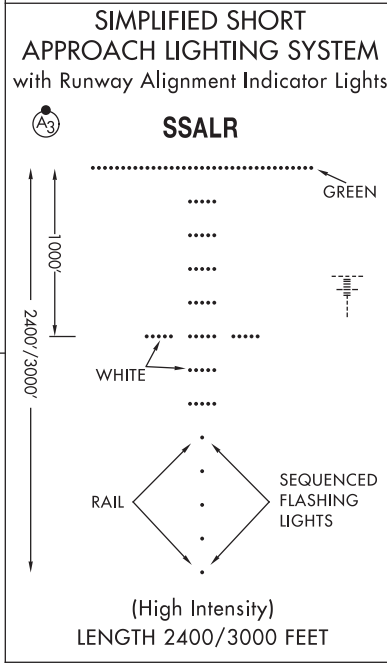 SIMPLIFIED SHORT
APPROACH LIGHTING SYSTEM
with Runway Alignment Indicator Lights
A3
SSALR
GREEN
1000'
2400'/3000'
WHITE
RAIL
SEQUENCED
FLASHING
LIGHTS
(High Intensity)
LENGTH 2400/3000 FEET